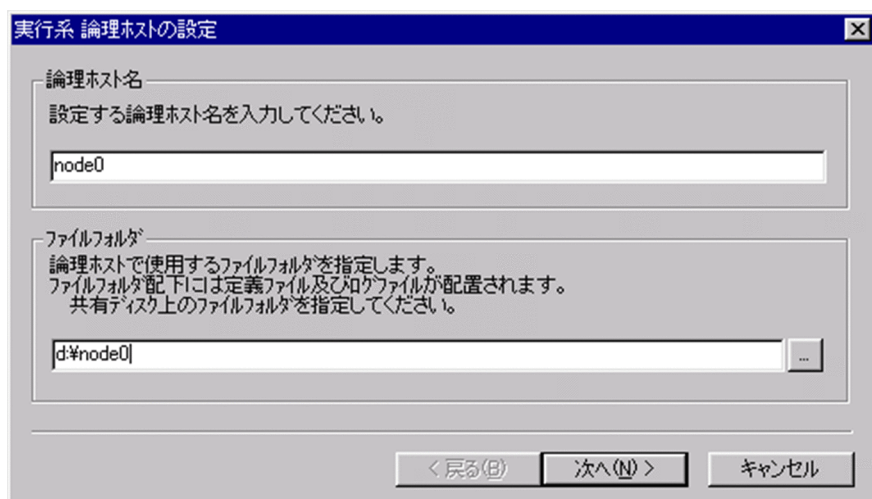 実行系 論理ホストの設定
論理ホスト名
設定する論理ホスト名を入力してください。
node0
ファイルフォルダ
論理ホストで使用するファイルフォルダを指定します。
ファイルフォルダ配下には定義ファイル及びログファイルが配置されます。
共有ディスク上のファイルフォルダを指定してください。
d:¥node0
...
< 戻る(B)
次へ(N) >
キャンセル